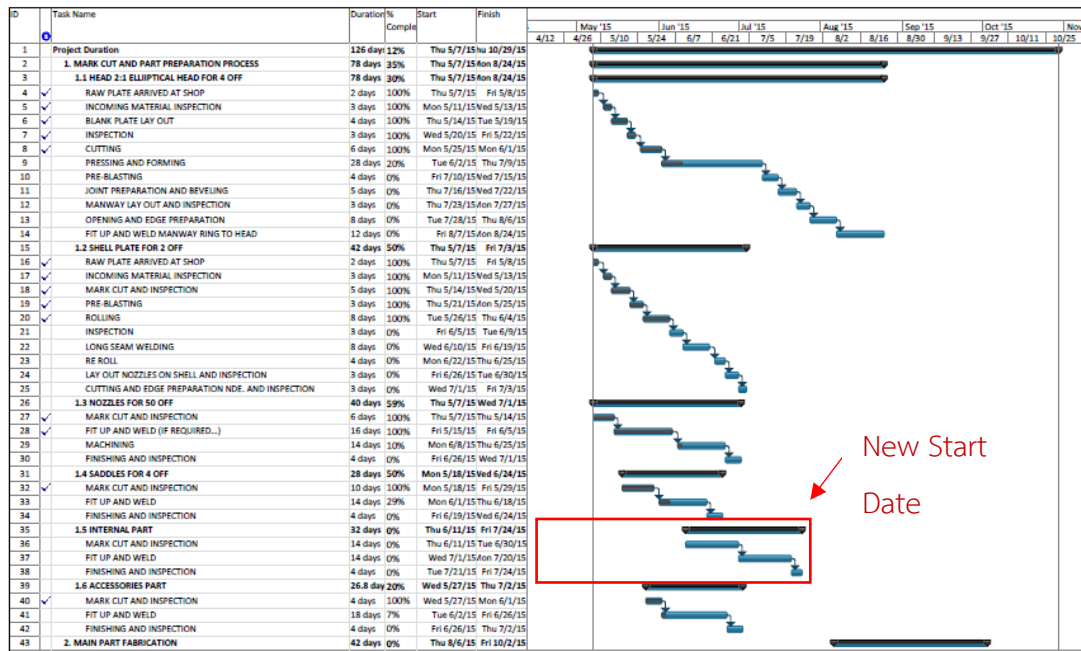 ID Task Name Duration % Comple Start Finish
May '15 Jun '15 Jul '15 Aug '15 Sep '15 Oct '15 Nov
4/12 4/26 5/10 5/24 6/7 6/21 7/5 7/19 8/2 8/16 8/30 9/13 9/27 10/11 10/25
1 Project Duration 126 days 12% Thu 5/7/15 hu 10/29/15
2 1. MARK CUT AND PART PREPARATION PROCESS 78 days 35% Thu 5/7/15 Mon 8/24/15
3 1.1 HEAD 2:1 ELLIIPTICAL HEAD FOR 4 OFF 78 days 30% Thu 5/7/15 Mon 8/24/15
4 RAW PLATE ARRIVED AT SHOP 2 days 100% Thu 5/7/15 Fri 5/8/15
5 INCOMING MATERIAL INSPECTION 3 days 100% Mon 5/11/15 Wed 5/13/15
6 BLANK PLATE LAY OUT 4 days 100% Thu 5/14/15 Tue 5/19/15
7 INSPECTION 3 days 100% Wed 5/20/15 Fri 5/22/15
8 CUTTING 6 days 100% Mon 5/25/15 Mon 6/1/15
9 PRESSING AND FORMING 28 days 20% Tue 6/2/15 Thu 7/9/15
10 PRE-BLASTING 4 days 0% Fri 7/10/15 Wed 7/15/15
11 JOINT PREPARATION AND BEVELING 5 days 0% Thu 7/16/15 Wed 7/22/15
12 MANWAY LAY OUT AND INSPECTION 3 days 0% Thu 7/23/15 Mon 7/27/15
13 OPENING AND EDGE PREPARATION 8 days 0% Tue 7/28/15 Thu 8/6/15
14 FIT UP AND WELD MANWAY RING TO HEAD 12 days 0% Fri 8/7/15 Mon 8/24/15
15 1.2 SHELL PLATE FOR 2 OFF 42 days 50% Thu 5/7/15 Fri 7/3/15
16 RAW PLATE ARRIVED AT SHOP 2 days 100% Thu 5/7/15 Fri 5/8/15
17 INCOMING MATERIAL INSPECTION 3 days 100% Mon 5/11/15 Wed 5/13/15
18 MARK CUT AND INSPECTION 5 days 100% Thu 5/14/15 Wed 5/20/15
19 PRE-BLASTING 3 days 100% Thu 5/21/15 Mon 5/25/15
20 ROLLING 8 days 100% Tue 5/26/15 Thu 6/4/15
21 INSPECTION 3 days 0% Fri 6/5/15 Tue 6/9/15
22 LONG SEAM WELDING 8 days 0% Wed 6/10/15 Fri 6/19/15
23 RE ROLL 4 days 0% Mon 6/22/15 Thu 6/25/15
24 LAY OUT NOZZLES ON SHELL AND INSPECTION 3 days 0% Fri 6/26/15 Tue 6/30/15
25 CUTTING AND EDGE PREPARATION NDE. AND INSPECTION 3 days 0% Wed 7/1/15 Fri 7/3/15
26 1.3 NOZZLES FOR 50 OFF 40 days 59% Thu 5/7/15 Wed 7/1/15
27 MARK CUT AND INSPECTION 6 days 100% Thu 5/7/15 Thu 5/14/15
28 FIT UP AND WELD (IF REQUIRED...) 16 days 100% Fri 5/15/15 Fri 6/5/15
29 MACHINING 14 days 10% Mon 6/8/15 Thu 6/25/15
30 FINISHING AND INSPECTION 4 days 0% Fri 6/26/15 Wed 7/1/15
31 1.4 SADDLES FOR 4 OFF 28 days 50% Mon 5/18/15 Wed 6/24/15
32 MARK CUT AND INSPECTION 10 days 100% Mon 5/18/15 Fri 5/29/15
33 FIT UP AND WELD 14 days 29% Mon 6/1/15 Thu 6/18/15
34 FINISHING AND INSPECTION 4 days 0% Fri 6/19/15 Wed 6/24/15
35 1.5 INTERNAL PART 32 days 0% Thu 6/11/15 Fri 7/24/15
36 MARK CUT AND INSPECTION 14 days 0% Thu 6/11/15 Tue 6/30/15
37 FIT UP AND WELD 14 days 0% Wed 7/1/15 Mon 7/20/15
38 FINISHING AND INSPECTION 4 days 0% Tue 7/21/15 Fri 7/24/15
39 1.6 ACCESSORIES PART 26.8 day 20% Wed 5/27/15 Thu 7/2/15
40 MARK CUT AND INSPECTION 4 days 100% Wed 5/27/15 Mon 6/1/15
41 FIT UP AND WELD 18 days 7% Tue 6/2/15 Fri 6/26/15
42 FINISHING AND INSPECTION 4 days 0% Fri 6/26/15 Thu 7/2/15
43 2. MAIN PART FABRICATION 42 days 0% Thu 8/6/15 Fri 10/2/15
New Start
Date